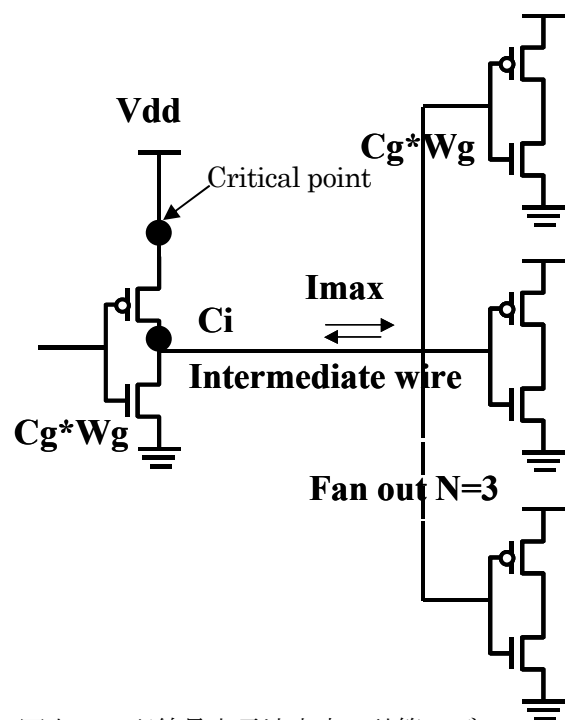 Vdd
Cg*Wg
Critical point
Imax
Ci
Intermediate wire
Cg*Wg
Fan out N=3